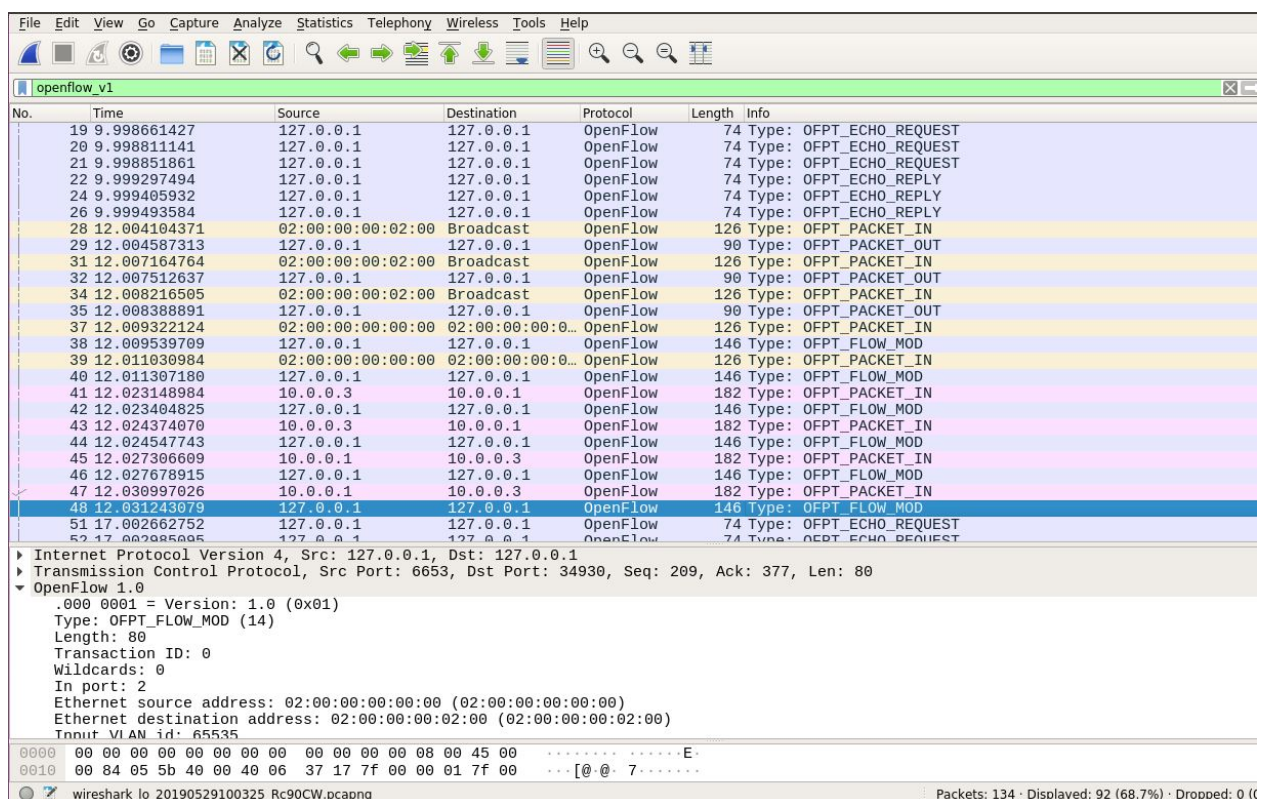 File Edit View Go Capture Analyze Statistics Telephony Wireless Tools Help
openflow_v1
No. Time Source Destination Protocol Length Info
19 9.998661427 127.0.0.1 127.0.0.1 OpenFlow 74 Type: OFPT_ECHO_REQUEST
20 9.998811141 127.0.0.1 127.0.0.1 OpenFlow 74 Type: OFPT_ECHO_REQUEST
21 9.998851861 127.0.0.1 127.0.0.1 OpenFlow 74 Type: OFPT_ECHO_REQUEST
22 9.999297494 127.0.0.1 127.0.0.1 OpenFlow 74 Type: OFPT_ECHO_REPLY
24 9.999405932 127.0.0.1 127.0.0.1 OpenFlow 74 Type: OFPT_ECHO_REPLY
26 9.999493584 127.0.0.1 127.0.0.1 OpenFlow 74 Type: OFPT_ECHO_REPLY
28 12.004104371 02:00:00:00:02:00 Broadcast OpenFlow 126 Type: OFPT_PACKET_IN
29 12.004587313 127.0.0.1 127.0.0.1 OpenFlow 90 Type: OFPT_PACKET_OUT
31 12.007164764 02:00:00:00:02:00 Broadcast OpenFlow 126 Type: OFPT_PACKET_IN
32 12.007512637 127.0.0.1 127.0.0.1 OpenFlow 90 Type: OFPT_PACKET_OUT
34 12.008216505 02:00:00:00:02:00 Broadcast OpenFlow 126 Type: OFPT_PACKET_IN
35 12.008388891 127.0.0.1 127.0.0.1 OpenFlow 90 Type: OFPT_PACKET_OUT
37 12.009322124 02:00:00:00:00:00 02:00:00:00:0… OpenFlow 126 Type: OFPT_PACKET_IN
38 12.009539709 127.0.0.1 127.0.0.1 OpenFlow 146 Type: OFPT_FLOW_MOD
39 12.011030984 02:00:00:00:00:00 02:00:00:00:0… OpenFlow 126 Type: OFPT_PACKET_IN
40 12.011307180 127.0.0.1 127.0.0.1 OpenFlow 146 Type: OFPT_FLOW_MOD
41 12.023148984 10.0.0.3 10.0.0.1 OpenFlow 182 Type: OFPT_PACKET_IN
42 12.023404825 127.0.0.1 127.0.0.1 OpenFlow 146 Type: OFPT_FLOW_MOD
43 12.024374070 10.0.0.3 10.0.0.1 OpenFlow 182 Type: OFPT_PACKET_IN
44 12.024547743 127.0.0.1 127.0.0.1 OpenFlow 146 Type: OFPT_FLOW_MOD
45 12.027306609 10.0.0.1 10.0.0.3 OpenFlow 182 Type: OFPT_PACKET_IN
46 12.027678915 127.0.0.1 127.0.0.1 OpenFlow 146 Type: OFPT_FLOW_MOD
47 12.030997026 10.0.0.1 10.0.0.3 OpenFlow 182 Type: OFPT_PACKET_IN
48 12.031243079 127.0.0.1 127.0.0.1 OpenFlow 146 Type: OFPT_FLOW_MOD
51 17.002662752 127.0.0.1 127.0.0.1 OpenFlow 74 Type: OFPT_ECHO_REQUEST
52 17.002985095 127.0.0.1 127.0.0.1 OpenFlow 74 Type: OFPT_ECHO_REQUEST
Internet Protocol Version 4, Src: 127.0.0.1, Dst: 127.0.0.1
Transmission Control Protocol, Src Port: 6653, Dst Port: 34930, Seq: 209, Ack: 377, Len: 80
OpenFlow 1.0
.000 0001 = Version: 1.0 (0x01)
Type: OFPT_FLOW_MOD (14)
Length: 80
Transaction ID: 0
Wildcards: 0
In port: 2
Ethernet source address: 02:00:00:00:00:00 (02:00:00:00:00:00)
Ethernet destination address: 02:00:00:00:02:00 (02:00:00:00:02:00)
Input VLAN id: 65535
0000 00 00 00 00 00 00 00 00 00 00 00 00 08 00 45 00 ········ ······E·
0010 00 84 05 5b 40 00 40 06 37 17 7f 00 00 01 7f 00 ···[@·@· 7·······
wireshark_lo_20190529100325_Rc90CW.pcapng Packets: 134 · Displayed: 92 (68.7%) · Dropped: 0 (0